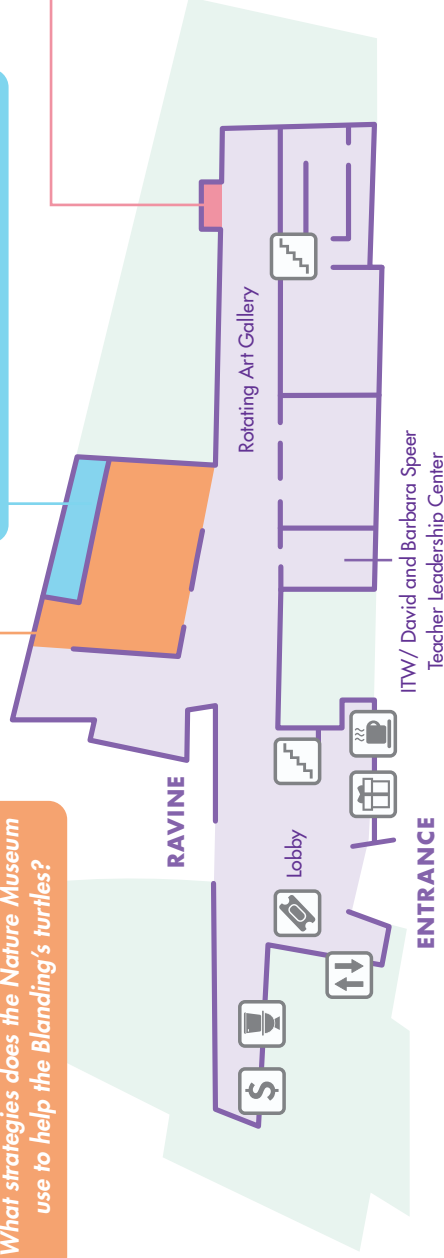 What strategies does the Nature Museum
use to help the Blanding's turtles?
RAVINE
Rotating Art Gallery
Lobby
$
ITW/ David and Barbara Speer
Teacher Leadership Center
ENTRANCE